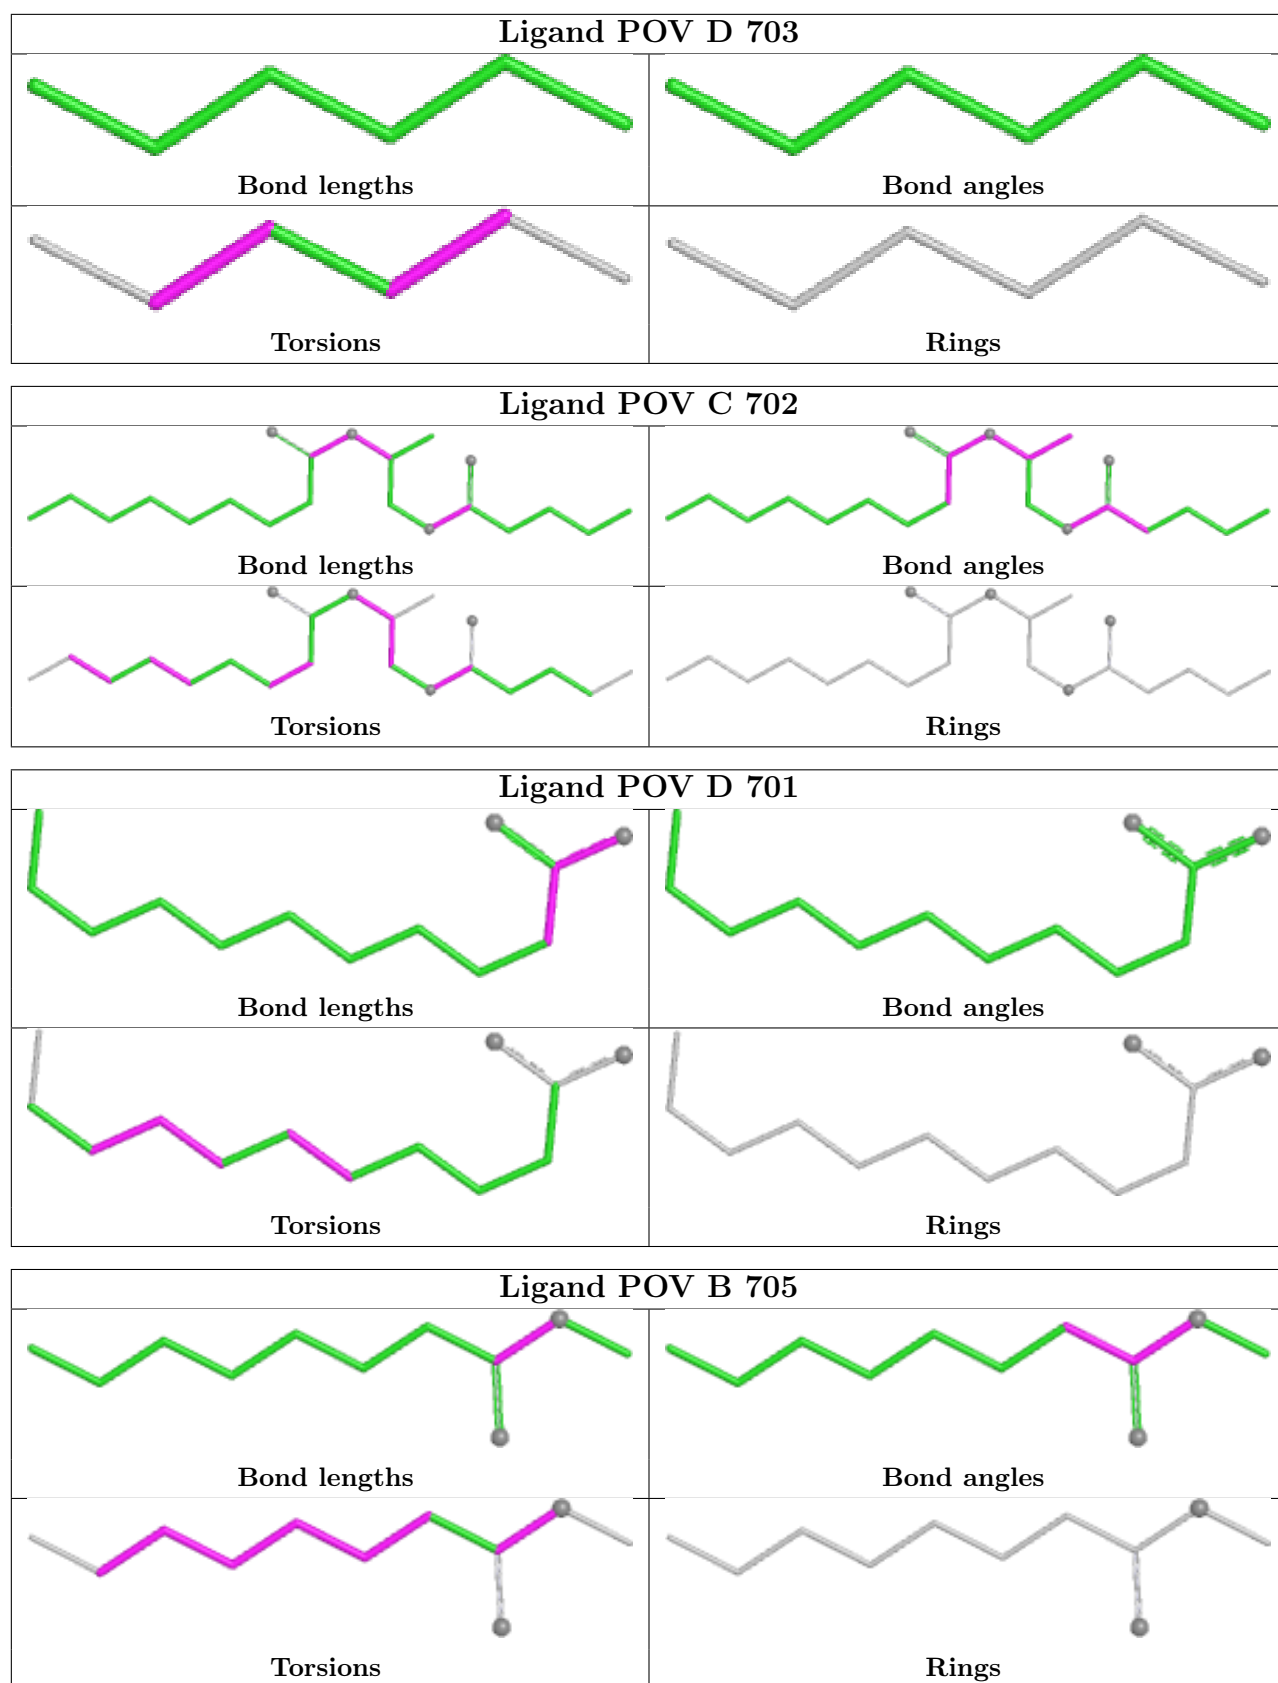 Ligand POV D 703
Bond lengths
Bond angles
Torsions
Rings
Ligand POV C 702
Bond lengths
Bond angles
Torsions
Rings
Ligand POV D 701
Bond lengths
Bond angles
Torsions
Rings
Ligand POV B 705
Bond lengths
Bond angles
Torsions
Rings